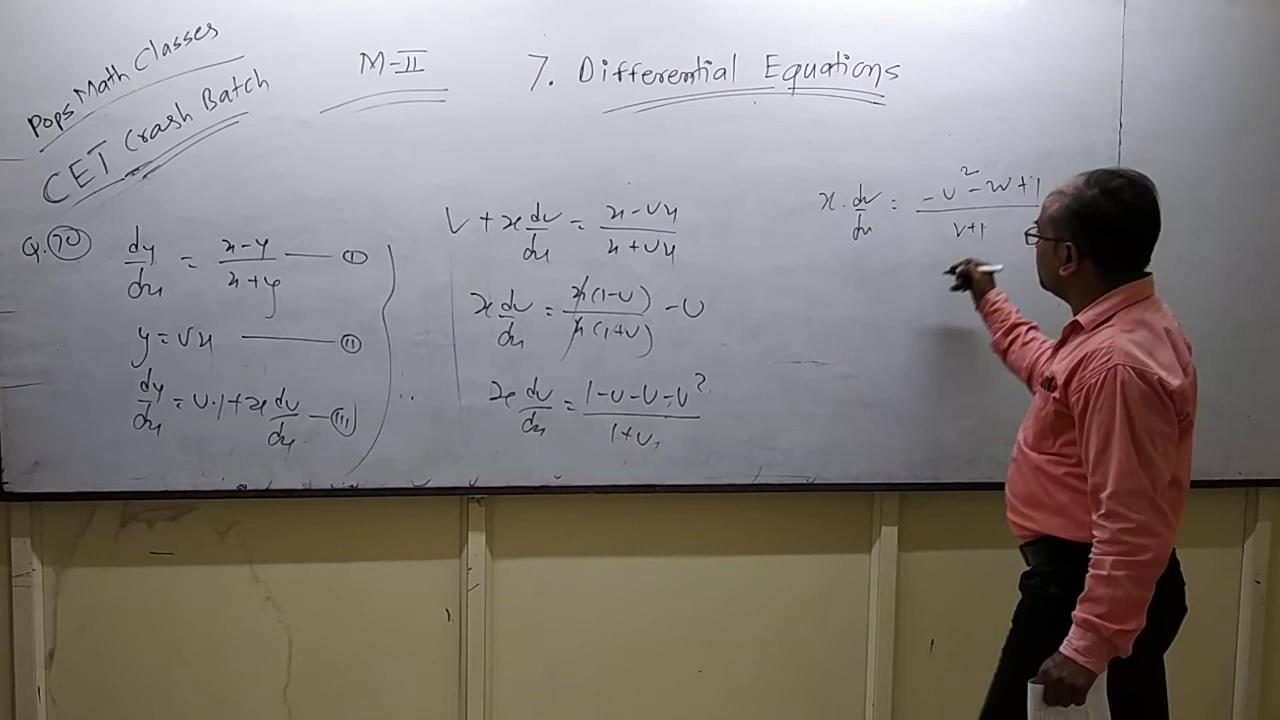 Pops Math Classes
CET Crash Batch
M-II
7. Differential Equations
Q. 70
dy/dx = x-y/x+y — I
y = vx — II
dy/dx = v.1 + x dv/dx — III
v + x dv/dx = x-vx/x+vx
x dv/dx = x(1-v)/x(1+v) - v
x dv/dx = 1-v-v-v²/1+v
x. dv/dx = -v²-2v+1/v+1